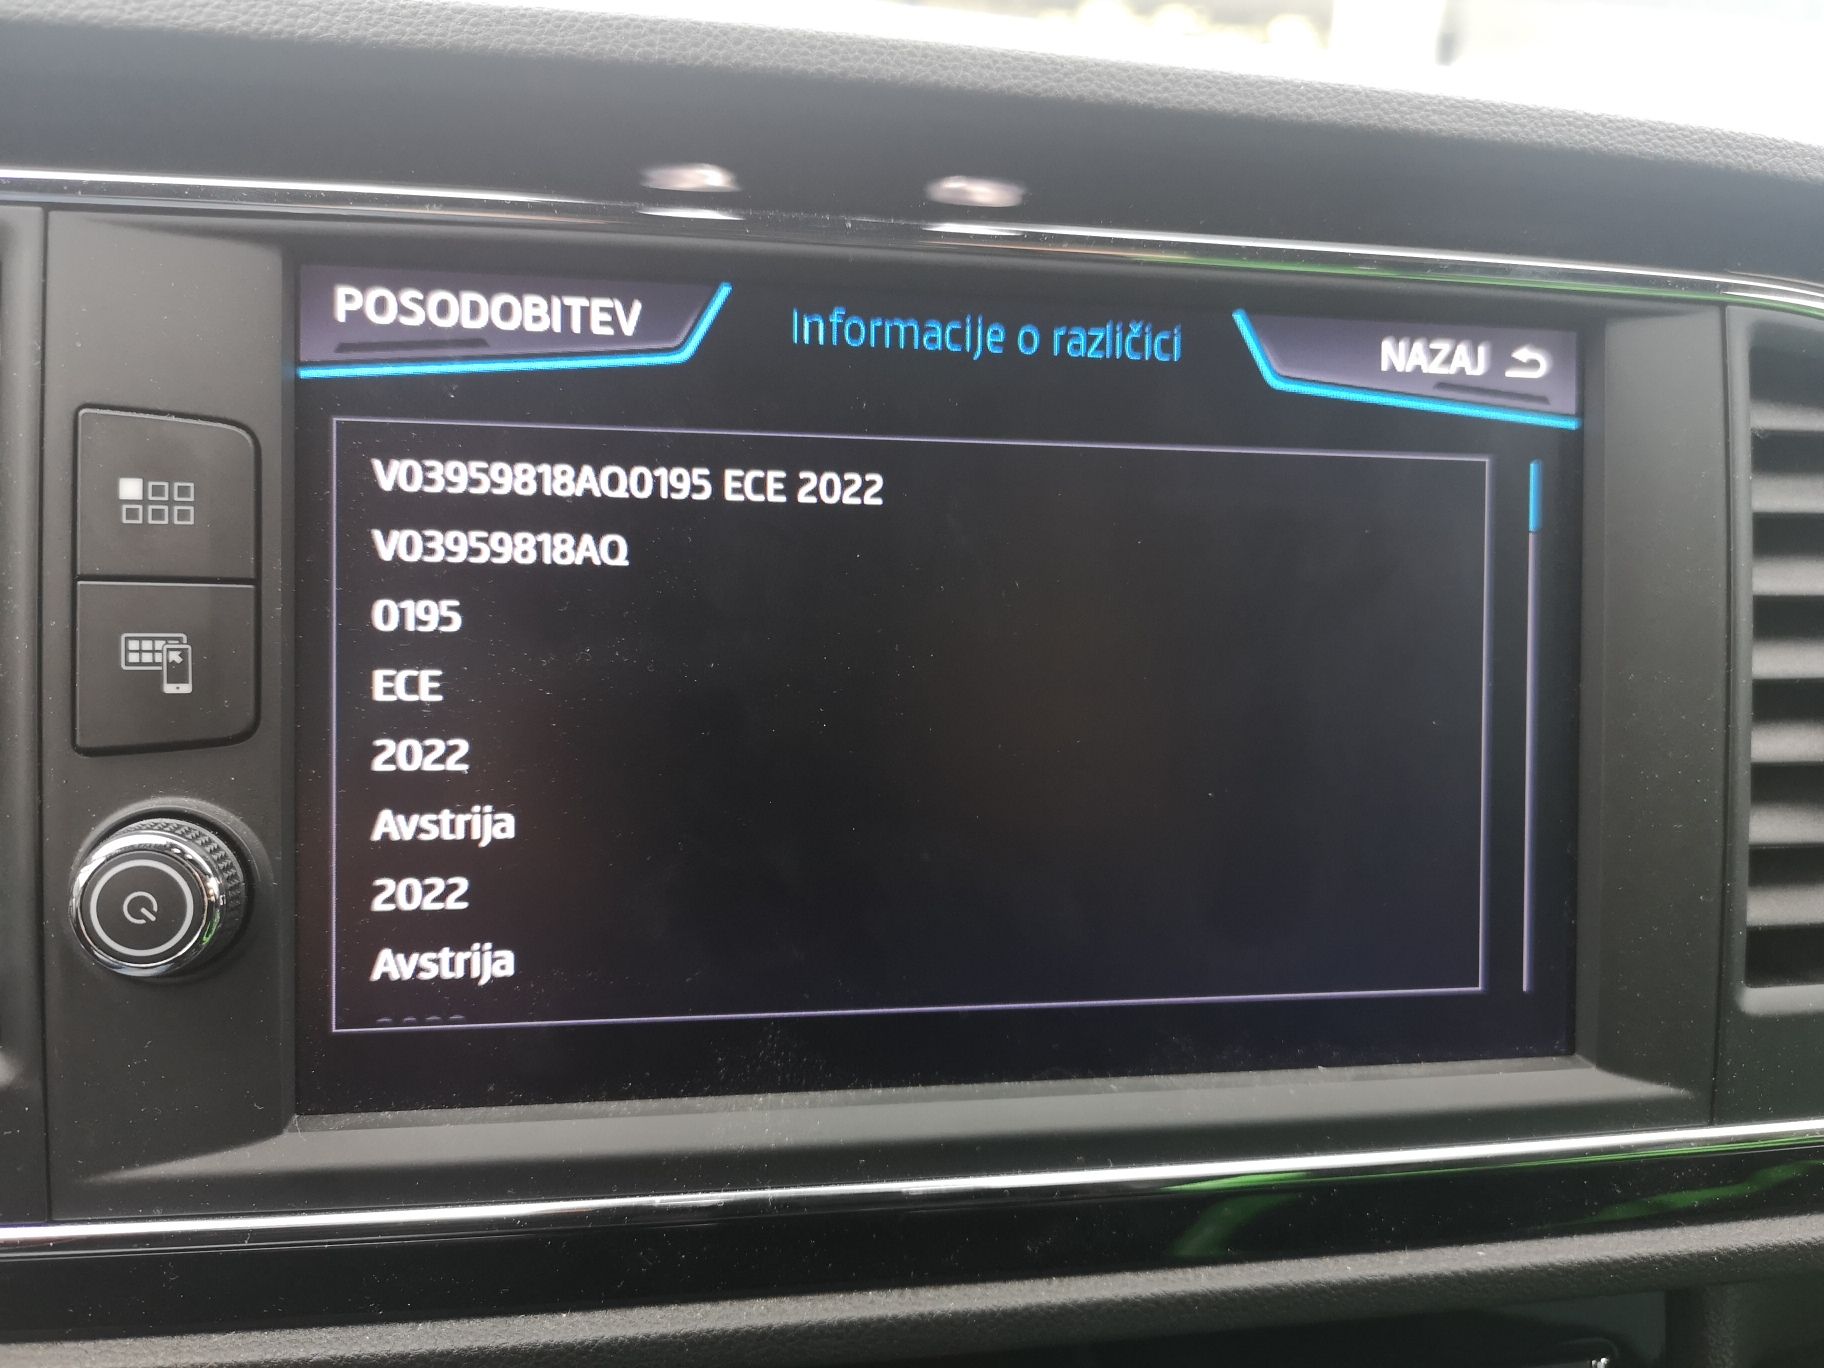 POSODOBITEV
Informacije o različici
NAZAJ
V03959818AQ0195 ECE 2022
V03959818AQ
0195
ECE
2022
Avstrija
2022
Avstrija